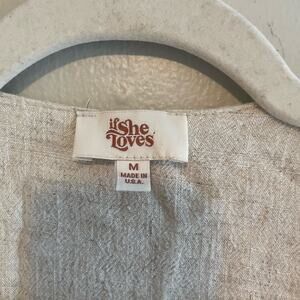 if She
Loves
M
MADE IN
U.S.A.